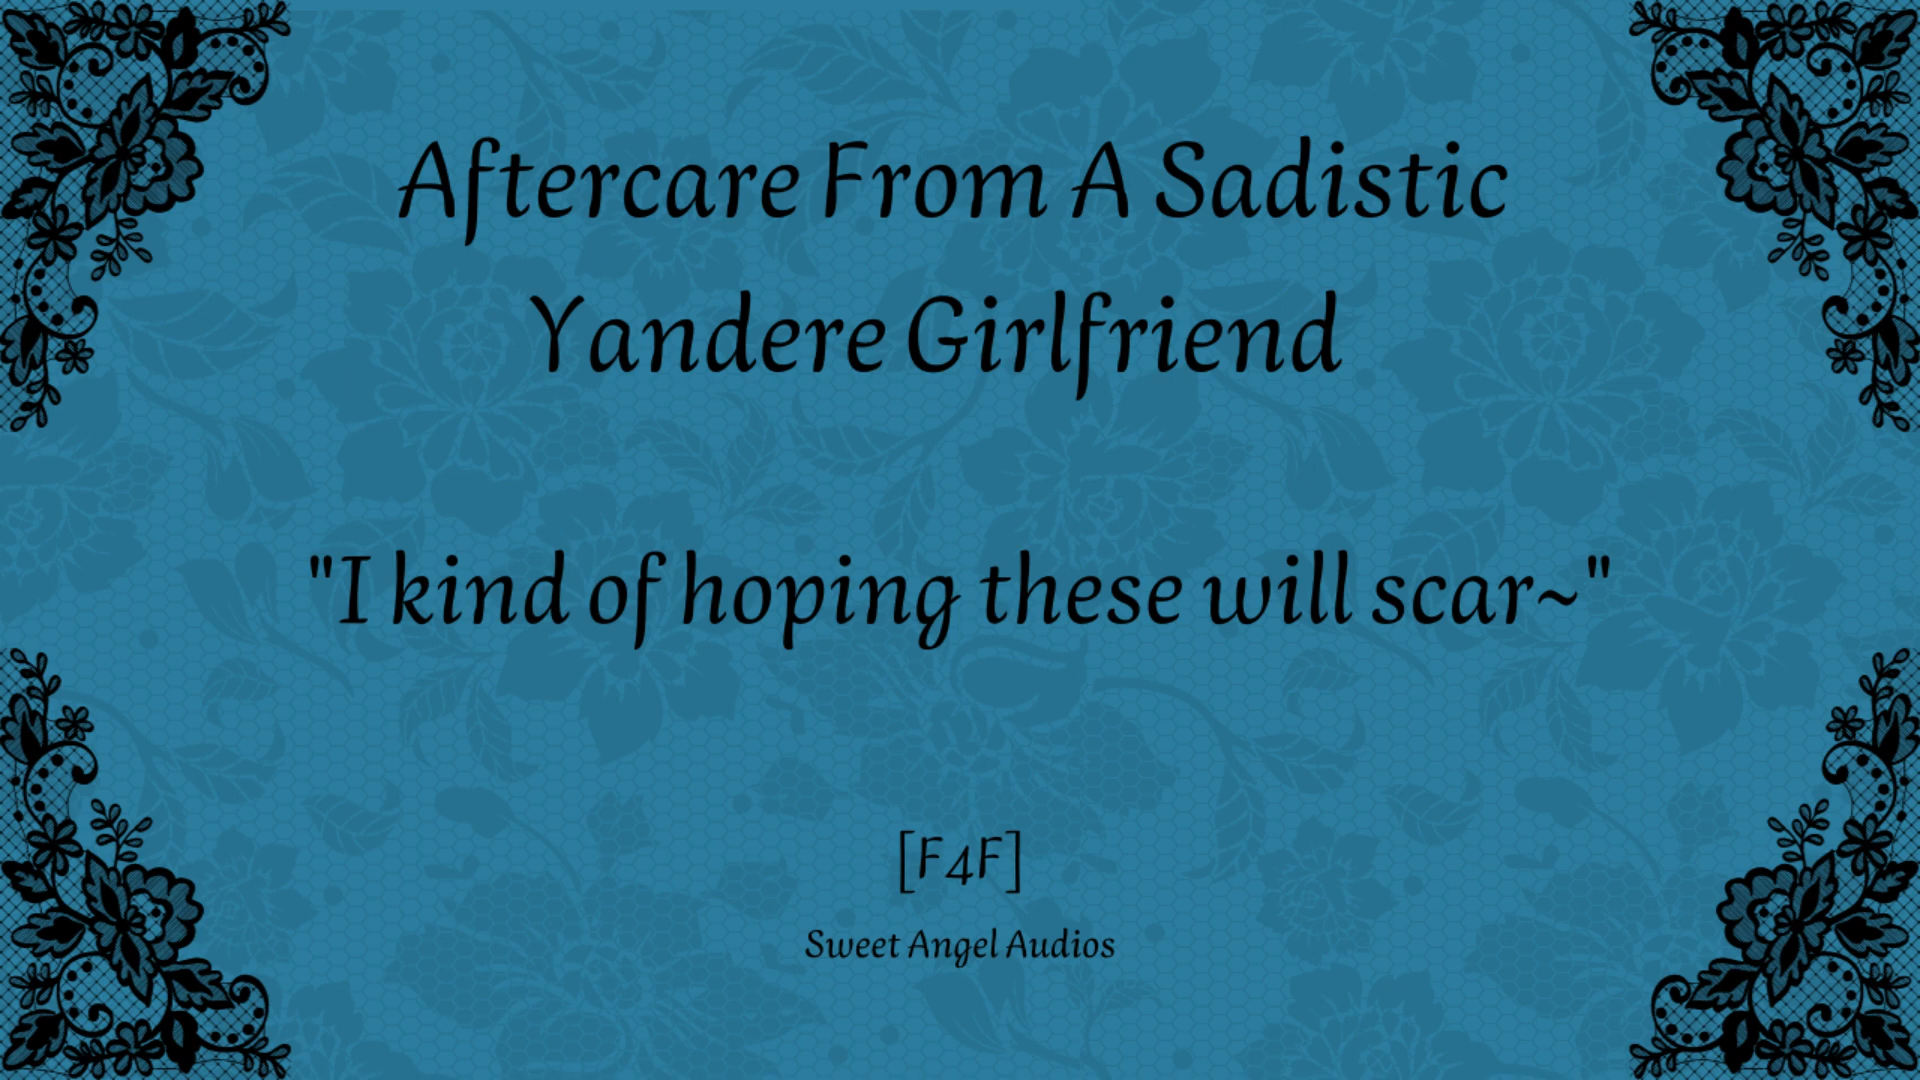 Aftercare From A Sadistic
Yandere Girlfriend
"I kind of hoping these will scar~"
[F4F]
Sweet Angel Audios